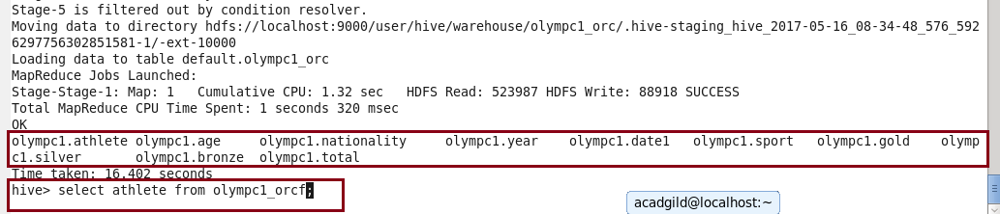 Stage-5 is filtered out by condition resolver.
Moving data to directory hdfs://localhost:9000/user/hive/warehouse/olympc1_orc/.hive-staging_hive_2017-05-16_08-34-48_576_592
6297756302851581-1/-ext-10000
Loading data to table default.olympc1_orc
MapReduce Jobs Launched:
Stage-Stage-1: Map: 1   Cumulative CPU: 1.32 sec   HDFS Read: 523987 HDFS Write: 88918 SUCCESS
Total MapReduce CPU Time Spent: 1 seconds 320 msec
OK
olympc1.athlete olympc1.age     olympc1.nationality     olympc1.year    olympc1.date1   olympc1.sport   olympc1.gold    olymp
c1.silver       olympc1.bronze  olympc1.total
Time taken: 16.402 seconds
hive> select athlete from olympc1_orcf;
acadgild@localhost:~